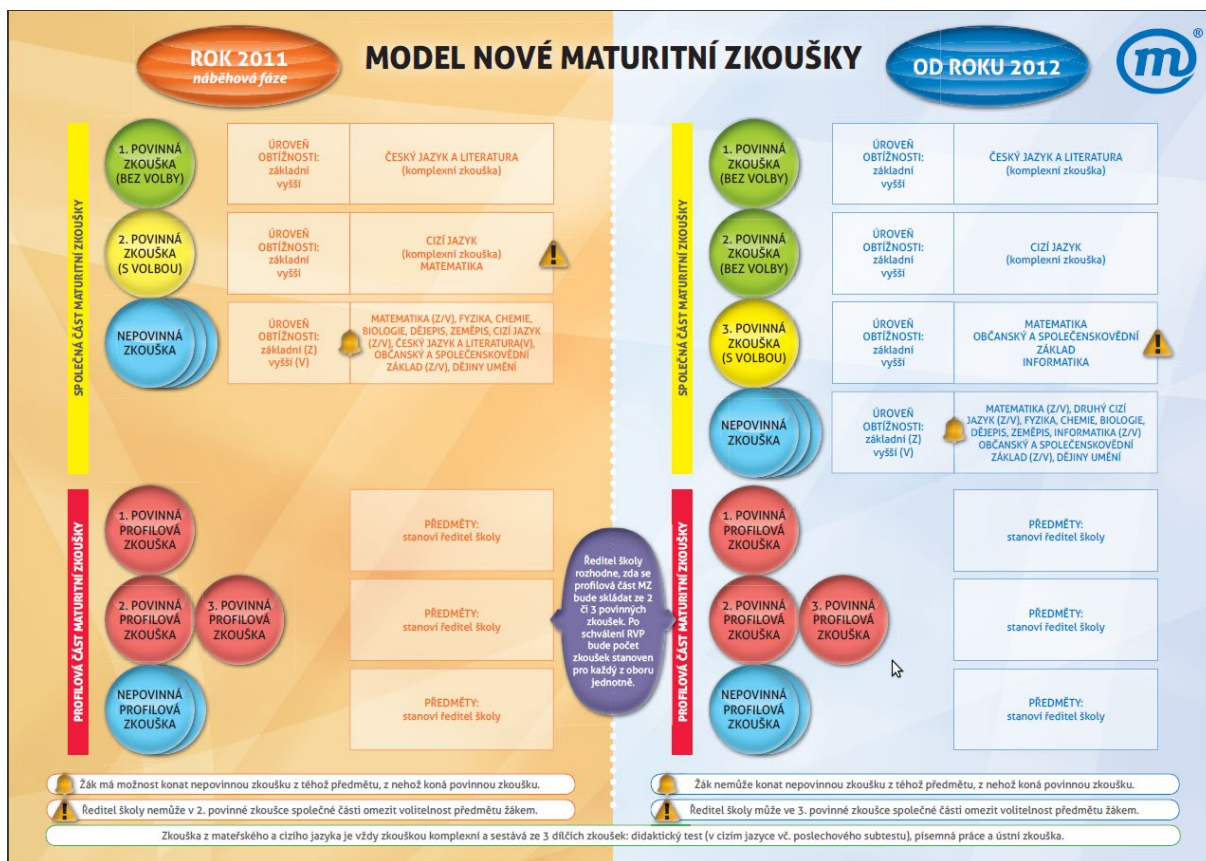 ROK 2011
náběhová fáze
MODEL NOVÉ MATURITNÍ ZKOUŠKY
OD ROKU 2012
m®
SPOLEČNÁ ČÁST MATURITNÍ ZKOUŠKY
1. POVINNÁ
ZKOUŠKA
(BEZ VOLBY)
ÚROVEŇ
OBTÍŽNOSTI:
základní
vyšší
ČESKÝ JAZYK A LITERATURA
(komplexní zkouška)
2. POVINNÁ
ZKOUŠKA
(S VOLBOU)
ÚROVEŇ
OBTÍŽNOSTI:
základní
vyšší
CIZÍ JAZYK
(komplexní zkouška)
MATEMATIKA
NEPOVINNÁ
ZKOUŠKA
ÚROVEŇ
OBTÍŽNOSTI:
základní (Z)
vyšší (V)
MATEMATIKA (Z/V), FYZIKA, CHEMIE,
BIOLOGIE, DĚJEPIS, ZEMĚPIS, CIZÍ JAZYK
(Z/V), ČESKÝ JAZYK A LITERATURA(V),
OBČANSKÝ A SPOLEČENSKOVĚDNÍ
ZÁKLAD (Z/V), DĚJINY UMĚNÍ
PROFILOVÁ ČÁST MATURITNÍ ZKOUŠKY
1. POVINNÁ
PROFILOVÁ
ZKOUŠKA
PŘEDMĚTY:
stanoví ředitel školy
2. POVINNÁ
PROFILOVÁ
ZKOUŠKA
3. POVINNÁ
PROFILOVÁ
ZKOUŠKA
PŘEDMĚTY:
stanoví ředitel školy
NEPOVINNÁ
PROFILOVÁ
ZKOUŠKA
PŘEDMĚTY:
stanoví ředitel školy
Ředitel školy
rozhodne, zda se
profilová část MZ
bude skládat ze 2
či 3 povinných
zkoušek. Po
schválení RVP
bude počet
zkoušek stanoven
pro každý z oboru
jednotně.
SPOLEČNÁ ČÁST MATURITNÍ ZKOUŠKY
1. POVINNÁ
ZKOUŠKA
(BEZ VOLBY)
ÚROVEŇ
OBTÍŽNOSTI:
základní
vyšší
ČESKÝ JAZYK A LITERATURA
(komplexní zkouška)
2. POVINNÁ
ZKOUŠKA
(BEZ VOLBY)
ÚROVEŇ
OBTÍŽNOSTI:
základní
vyšší
CIZÍ JAZYK
(komplexní zkouška)
3. POVINNÁ
ZKOUŠKA
(S VOLBOU)
ÚROVEŇ
OBTÍŽNOSTI:
základní
vyšší
MATEMATIKA
OBČANSKÝ A SPOLEČENSKOVĚDNÍ
ZÁKLAD
INFORMATIKA
NEPOVINNÁ
ZKOUŠKA
ÚROVEŇ
OBTÍŽNOSTI:
základní (Z)
vyšší (V)
MATEMATIKA (Z/V), DRUHÝ CIZÍ
JAZYK (Z/V), FYZIKA, CHEMIE, BIOLOGIE,
DĚJEPIS, ZEMĚPIS, INFORMATIKA (Z/V)
OBČANSKÝ A SPOLEČENSKOVĚDNÍ
ZÁKLAD (Z/V), DĚJINY UMĚNÍ
PROFILOVÁ ČÁST MATURITNÍ ZKOUŠKY
1. POVINNÁ
PROFILOVÁ
ZKOUŠKA
PŘEDMĚTY:
stanoví ředitel školy
2. POVINNÁ
PROFILOVÁ
ZKOUŠKA
3. POVINNÁ
PROFILOVÁ
ZKOUŠKA
PŘEDMĚTY:
stanoví ředitel školy
NEPOVINNÁ
PROFILOVÁ
ZKOUŠKA
PŘEDMĚTY:
stanoví ředitel školy
Žák má možnost konat nepovinnou zkoušku z téhož předmětu, z nehož koná povinnou zkoušku.
! Ředitel školy nemůže v 2. povinné zkoušce společné části omezit volitelnost předmětu žákem.
Žák nemůže konat nepovinnou zkoušku z téhož předmětu, z nehož koná povinnou zkoušku.
! Ředitel školy může ve 3. povinné zkoušce společné části omezit volitelnost předmětu žákem.
Zkouška z mateřského a cizího jazyka je vždy zkouškou komplexní a sestává ze 3 dílčích zkoušek: didaktický test (v cizím jazyce vč. poslechového subtestu), písemná práce a ústní zkouška.